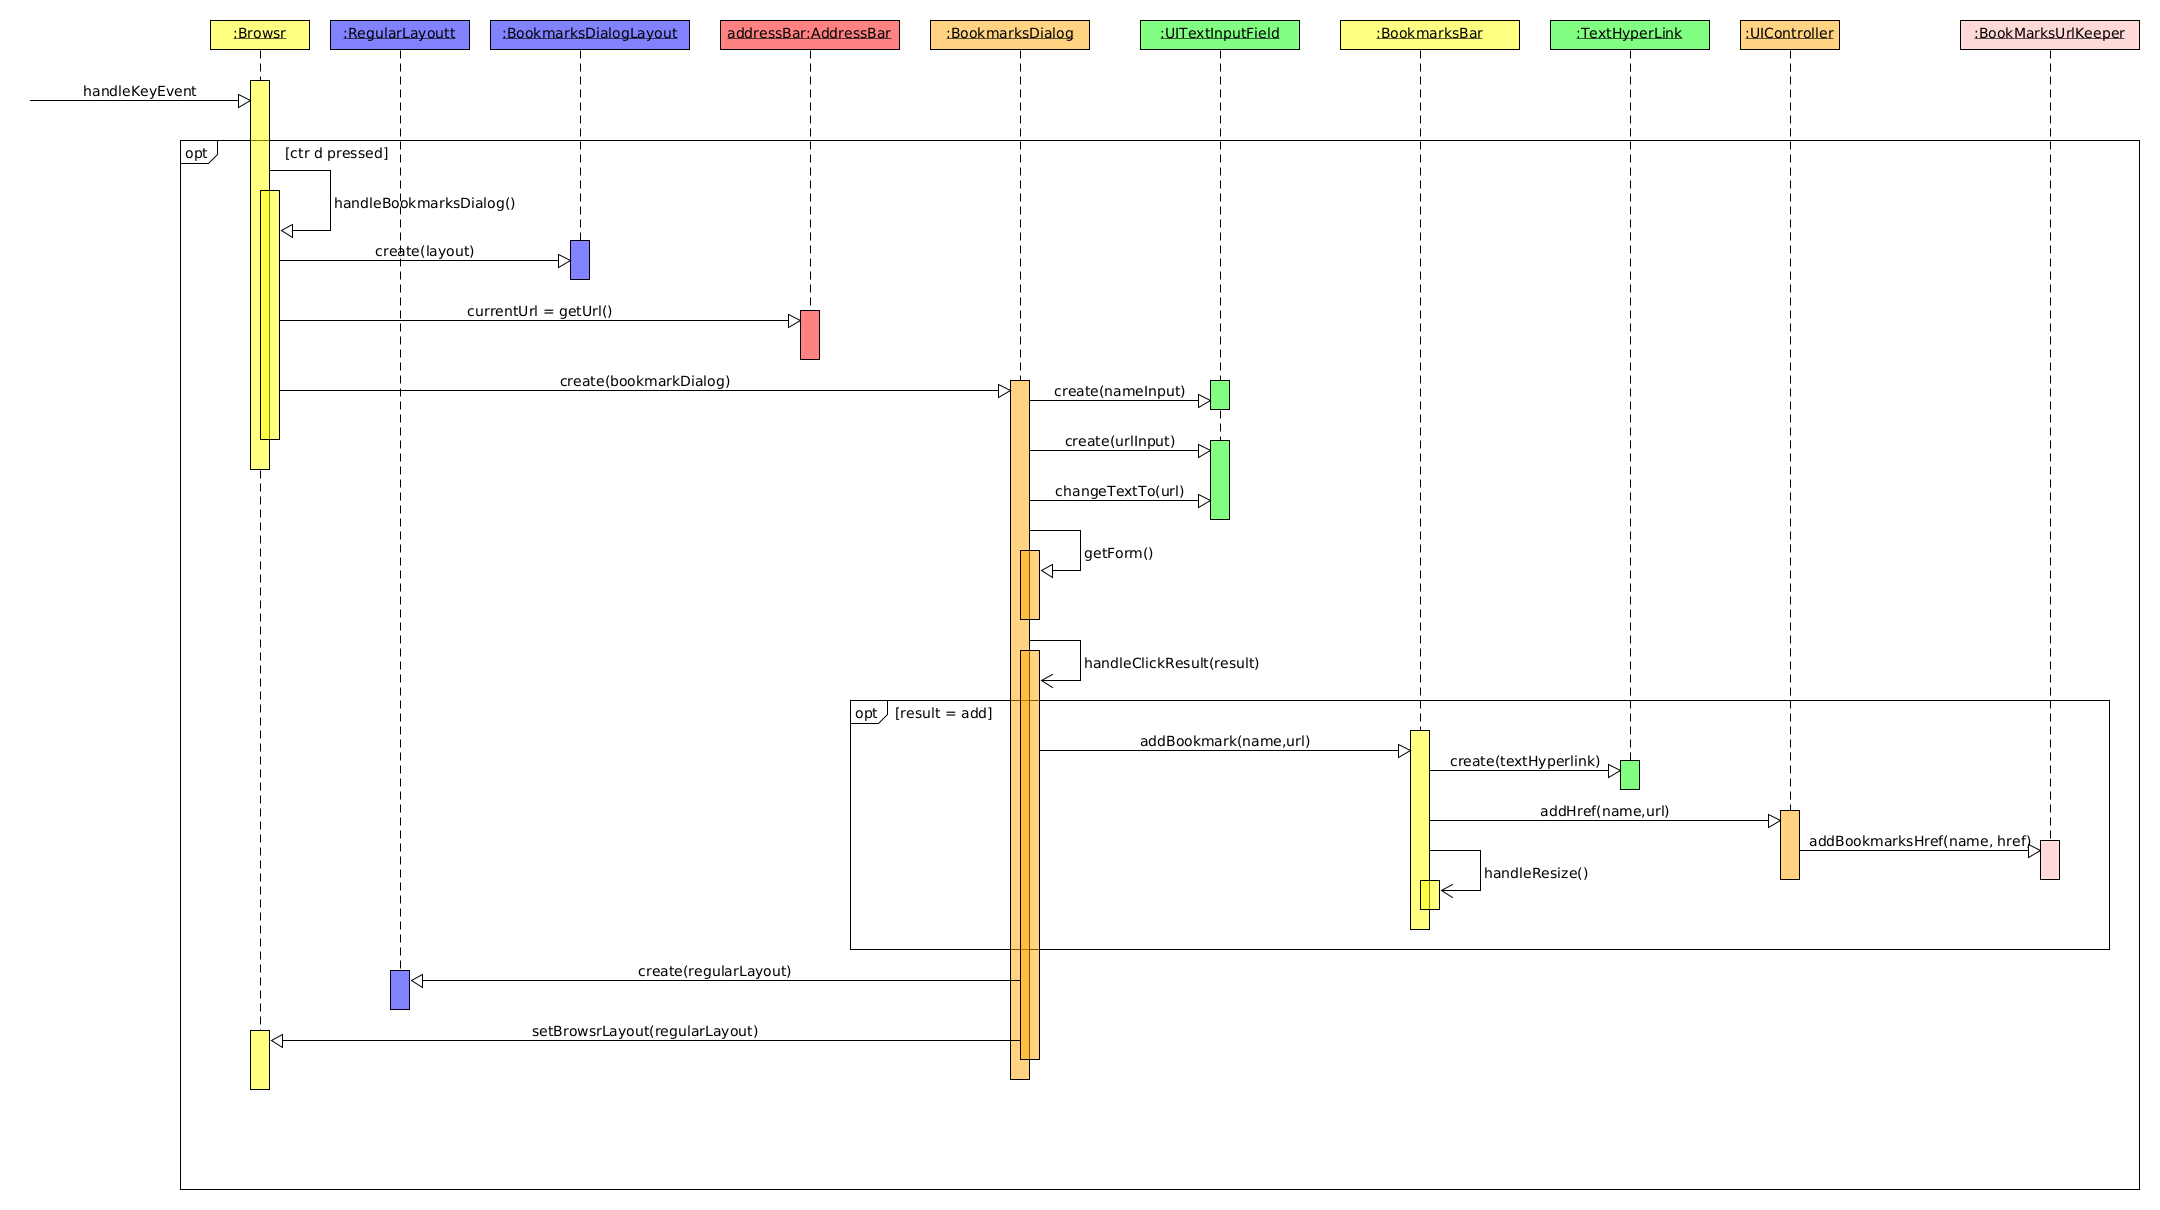 :Browsr
:RegularLayoutt
:BookmarksDialogLayout
addressBar:AddressBar
:BookmarksDialog
:UITextInputField
:BookmarksBar
:TextHyperLink
:UIController
:BookMarksUrlKeeper
handleKeyEvent
opt
[ctr d pressed]
handleBookmarksDialog()
create(layout)
currentUrl = getUrl()
create(bookmarkDialog)
create(nameInput)
create(urlInput)
changeTextTo(url)
getForm()
handleClickResult(result)
opt
[result = add]
addBookmark(name,url)
create(textHyperlink)
addHref(name,url)
addBookmarksHref(name, href)
handleResize()
create(regularLayout)
setBrowsrLayout(regularLayout)